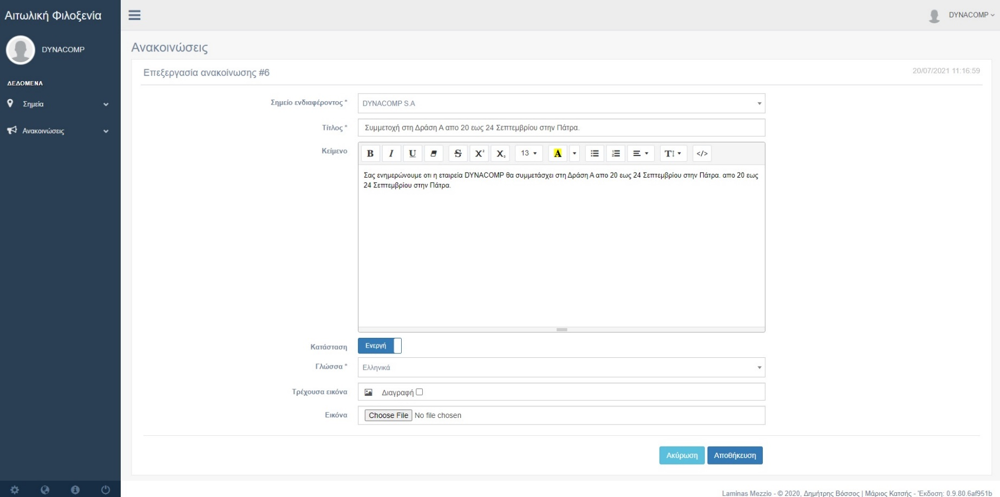 Αιτωλική Φιλοξενία
DYNACOMP
DYNACOMP
ΔΕΔΟΜΕΝΑ
Σημεία
Ανακοινώσεις
Ανακοινώσεις
Επεξεργασία ανακοίνωσης #6
20/07/2021 11:16:59
Σημείο ενδιαφέροντος *
DYNACOMP S.A
Τίτλος *
Συμμετοχή στη Δράση Α απο 20 εως 24 Σεπτεμβρίου στην Πάτρα.
Κείμενο
B I U S X² X₂ 13 A T </>
Σας ενημερώνουμε οτι η εταιρεία DYNACOMP θα συμμετάσχει στη Δράση Α απο 20 εως 24 Σεπτεμβρίου στην Πάτρα. απο 20 εως
24 Σεπτεμβρίου στην Πάτρα.
Κατάσταση
Ενεργή
Γλώσσα *
Ελληνικά
Τρέχουσα εικόνα
Διαγραφή
Εικόνα
Choose File No file chosen
Ακύρωση
Αποθήκευση
Laminas Mezzio - © 2020, Δημήτρης Βόσσος | Μάριος Κατσής - 'Εκδοση: 0.9.80.6af951b